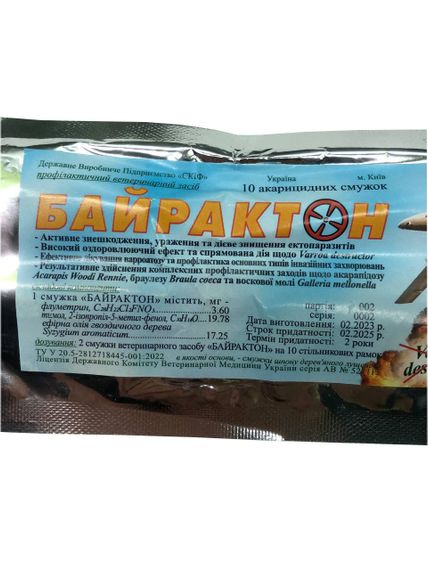 Державне Виробниче Підприємство «СКіФ»
профілактичний ветеринарний засіб
Україна м. Київ
10 акарицидних смужок
БАЙРАКТОН
- Активне знешкодження, ураження та дієве знищення ектопаразитів
- Високий оздоровлюючий ефект та спрямована дія щодо Varroa destructor
- Ефективне лікування варроатозу та профілактика основних типів інвазійних захворювань
- Результативне здійснення комплексних профілактичних заходів щодо акарапідозу
Acarapis Woodi Rennie, браулезу Braula coeca та воскової молі Galleria mellonella
1 смужка «БАЙРАКТОН» містить, мг -
флуметрин, C₂₈H₂₂Cl₂FNO₃ 3.60
тимол, 2-ізопропіл-5-метил-фенол, C₁₀H₁₄O 19.78
ефірна олія гвоздичного дерева
Syzygium aromaticum 17.25
партія: 002
серія: 0002
Дата виготовлення: 02.2023 р.
Строк придатності: 02.2025 р.
Термін придатності: 2 роки
дозування: 2 смужки ветеринарного засобу «БАЙРАКТОН» на 10 стільникових рамок
ТУ У 20.5-2812718445-001:2022 в якості основи, - смужки шпону дерев'яного
Ліцензія Державного Комітету Ветеринарної Медицини України серія АВ №